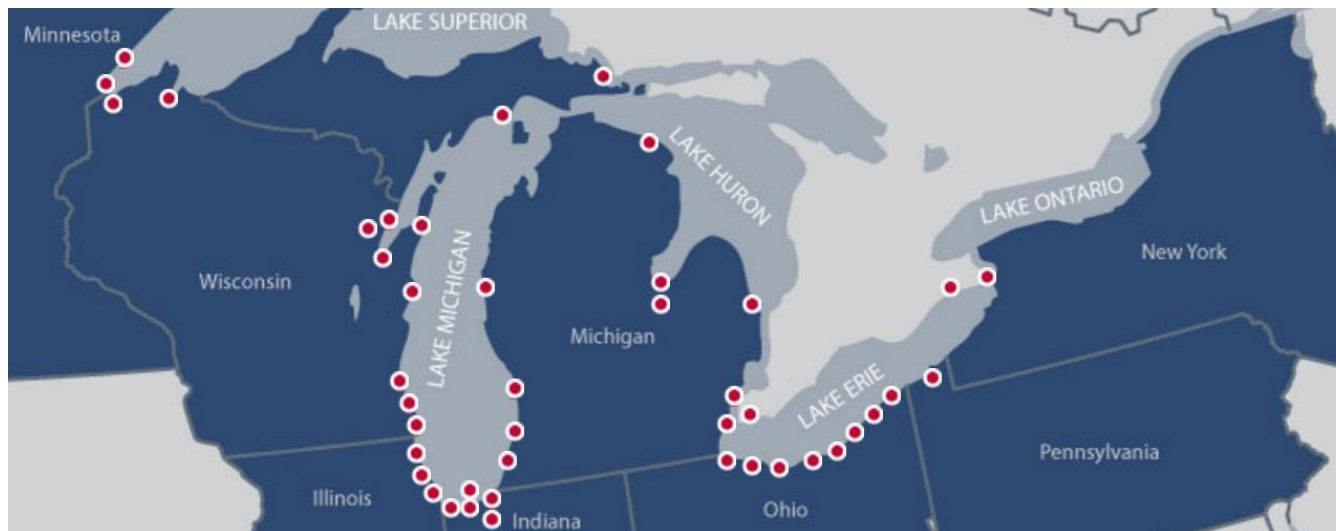 LAKE SUPERIOR
Minnesota
LAKE HURON
LAKE ONTARIO
New York
Wisconsin
LAKE MICHIGAN
Michigan
LAKE ERIE
Pennsylvania
Illinois
Indiana
Ohio